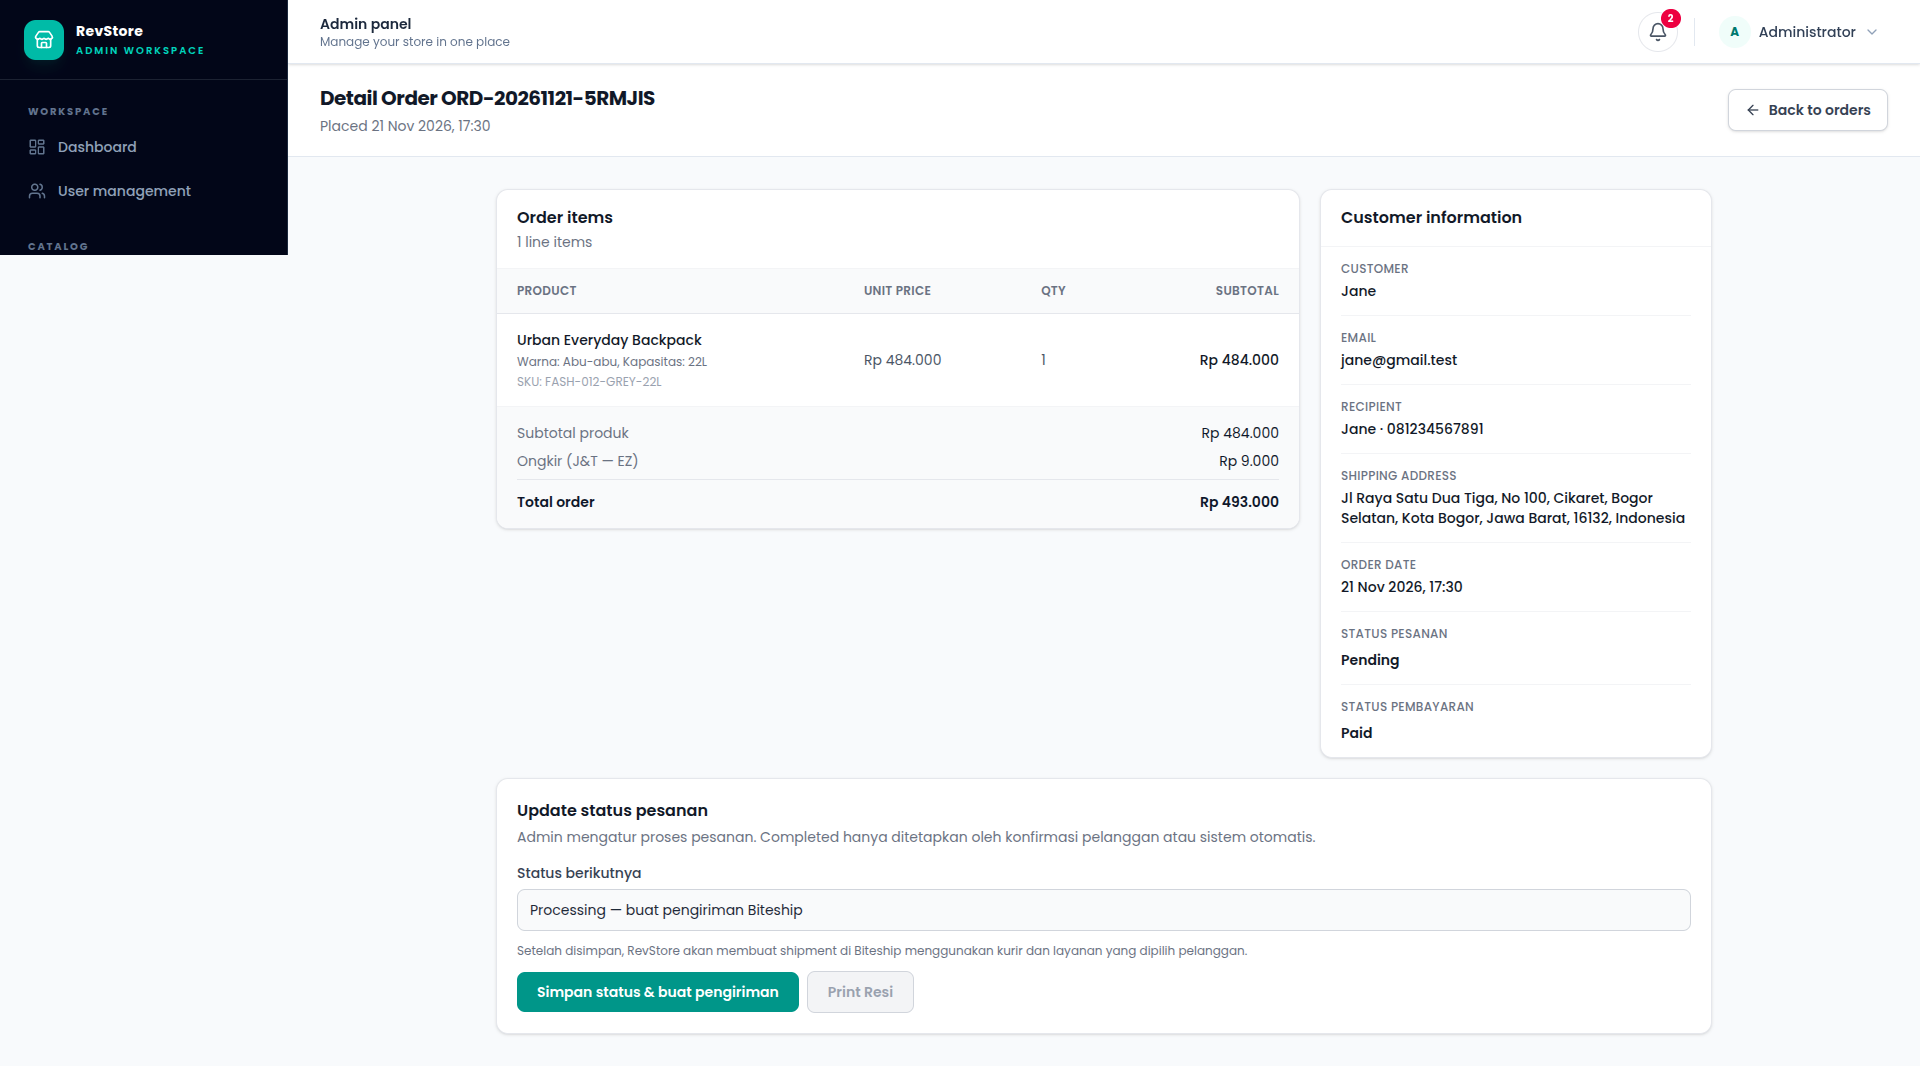 RevStore
ADMIN WORKSPACE
WORKSPACE
Dashboard
User management
CATALOG
Admin panel
Manage your store in one place
2
A
Administrator
Detail Order ORD-20261121-5RMJIS
Placed 21 Nov 2026, 17:30
Back to orders
Order items
1 line items
PRODUCT UNIT PRICE QTY SUBTOTAL
Urban Everyday Backpack
Warna: Abu-abu, Kapasitas: 22L
SKU: FASH-012-GREY-22L
Rp 484.000 1 Rp 484.000
Subtotal produk Rp 484.000
Ongkir (J&T — EZ) Rp 9.000
Total order Rp 493.000
Customer information
CUSTOMER
Jane
EMAIL
jane@gmail.test
RECIPIENT
Jane · 081234567891
SHIPPING ADDRESS
Jl Raya Satu Dua Tiga, No 100, Cikaret, Bogor
Selatan, Kota Bogor, Jawa Barat, 16132, Indonesia
ORDER DATE
21 Nov 2026, 17:30
STATUS PESANAN
Pending
STATUS PEMBAYARAN
Paid
Update status pesanan
Admin mengatur proses pesanan. Completed hanya ditetapkan oleh konfirmasi pelanggan atau sistem otomatis.
Status berikutnya
Processing — buat pengiriman Biteship
Setelah disimpan, RevStore akan membuat shipment di Biteship menggunakan kurir dan layanan yang dipilih pelanggan.
Simpan status & buat pengiriman
Print Resi